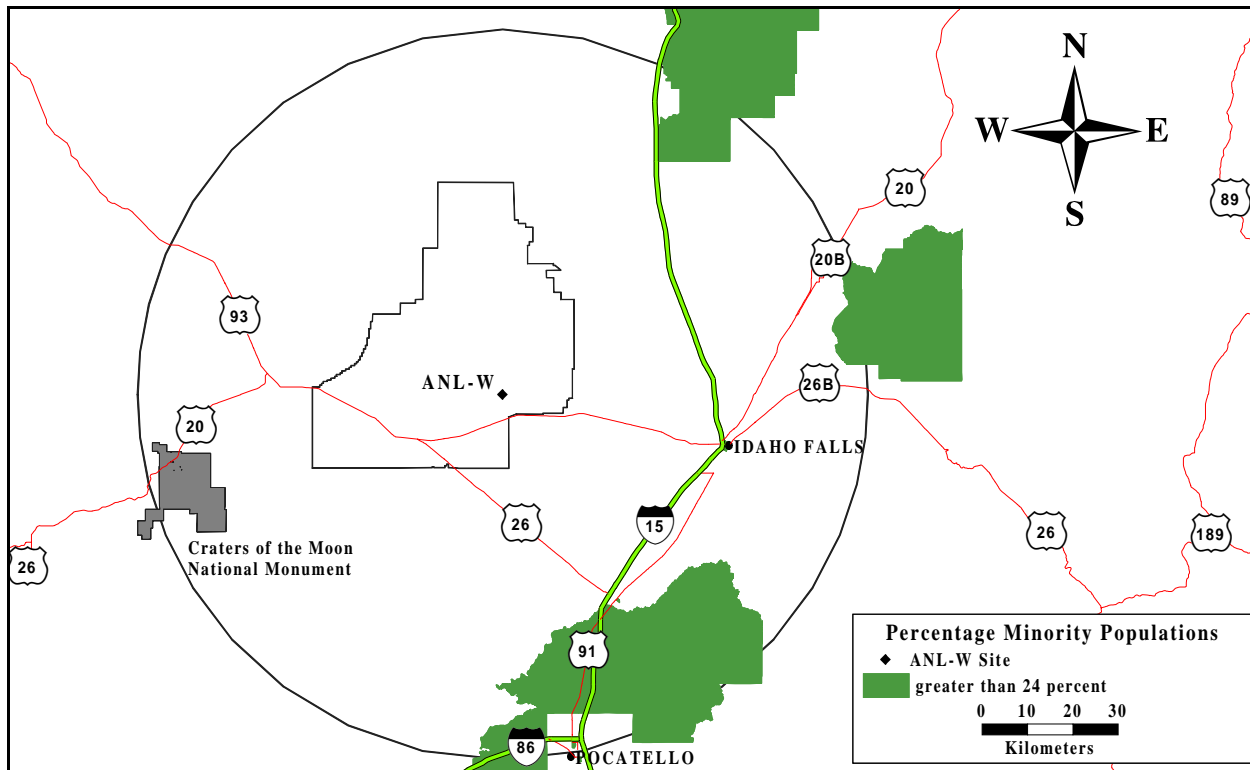 N
W E
S
20
89
20B
93
ANL-W
26B
20
IDAHO FALLS
26
15
26
189
Craters of the Moon
National Monument
26
91
86
POCATELLO
Percentage Minority Populations
ANL-W Site
greater than 24 percent
0 10 20 30
Kilometers